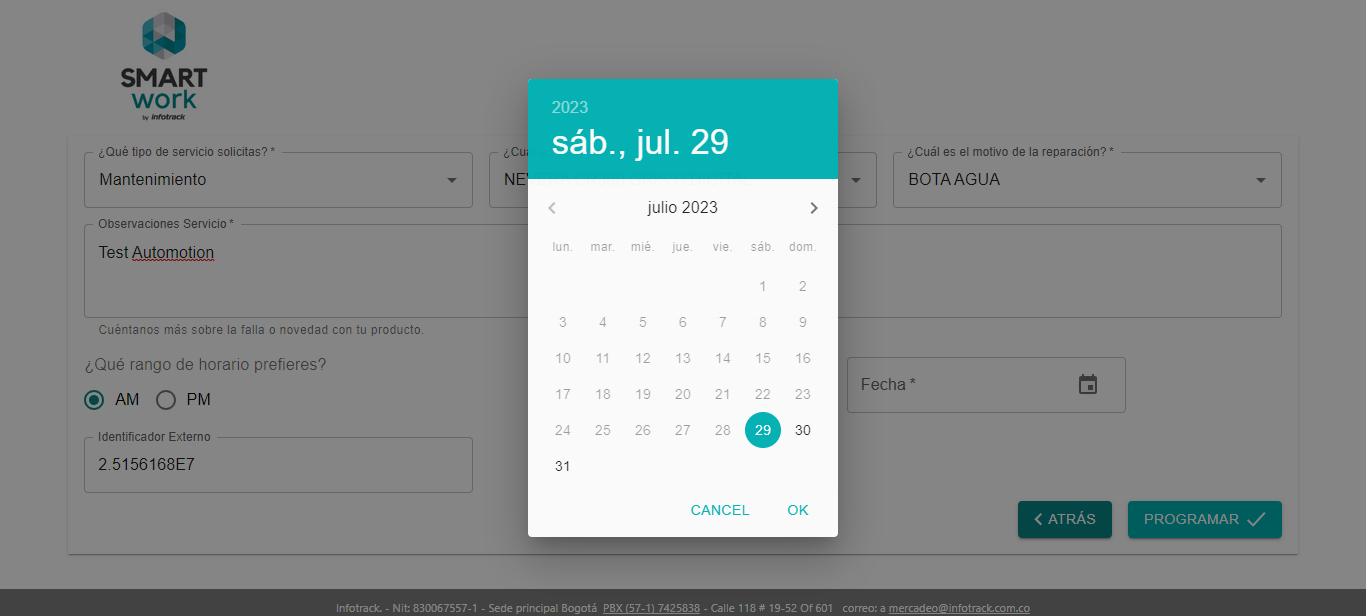 SMART
work
by infotrack
¿Qué tipo de servicio solicitas? *
Mantenimiento
¿Cuál es el motivo de la reparación? *
BOTA AGUA
Observaciones Servicio *
Test Automotion
Cuéntanos más sobre la falla o novedad con tu producto.
¿Qué rango de horario prefieres?
AM PM
Fecha *
Identificador Externo
2.5156168E7
2023
sáb., jul. 29
julio 2023
lun. mar. mié. jue. vie. sáb. dom.
1 2
3 4 5 6 7 8 9
10 11 12 13 14 15 16
17 18 19 20 21 22 23
24 25 26 27 28 29 30
31
CANCEL OK
ATRÁS PROGRAMAR
Infotrack. - Nit: 830067557-1 - Sede principal Bogotá PBX (57-1) 7425838 - Calle 118 # 19-52 Of 601 correo: a mercadeo@infotrack.com.co